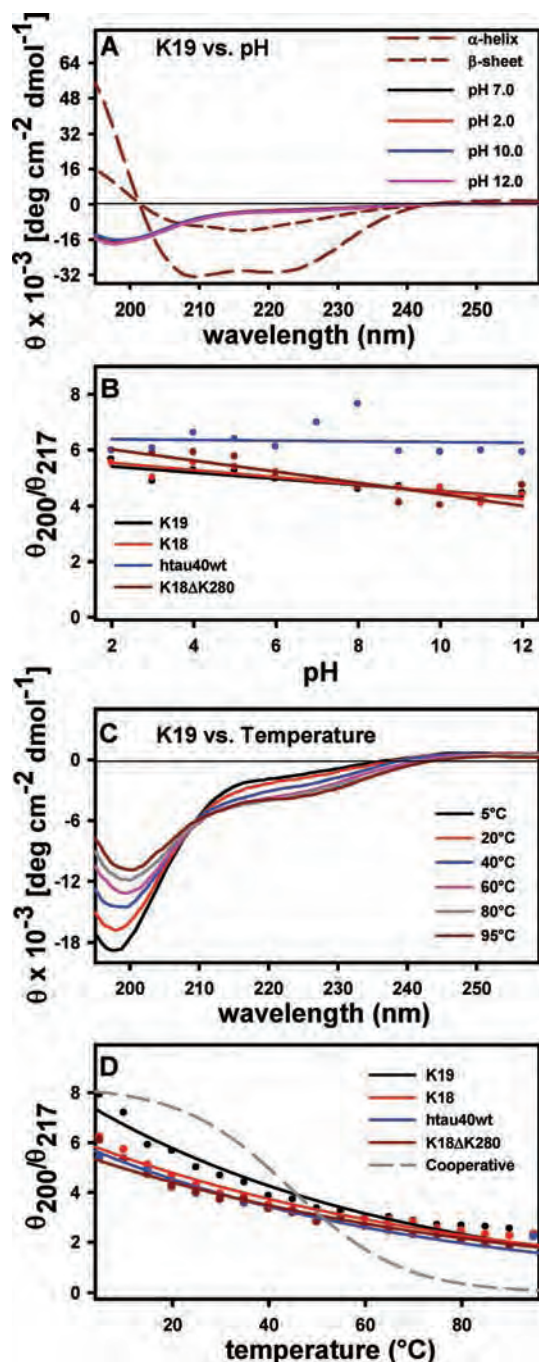 A K19 vs. pH
α-helix
β-sheet
pH 7.0
pH 2.0
pH 10.0
pH 12.0
64
48
32
16
0
-16
-32
θ x 10⁻³ [deg cm⁻² dmol⁻¹]
200 210 220 230 240 250
wavelength (nm)
B
8
6
4
2
0
θ200/θ217
K19
K18
htau40wt
K18ΔK280
2 4 6 8 10 12
pH
C K19 vs. Temperature
0
-6
-12
-18
θ x 10⁻³ [deg cm⁻² dmol⁻¹]
5°C
20°C
40°C
60°C
80°C
95°C
200 210 220 230 240 250
wavelength (nm)
D
8
6
4
2
0
θ200/θ217
K19
K18
htau40wt
K18ΔK280
Cooperative
20 40 60 80
temperature (°C)